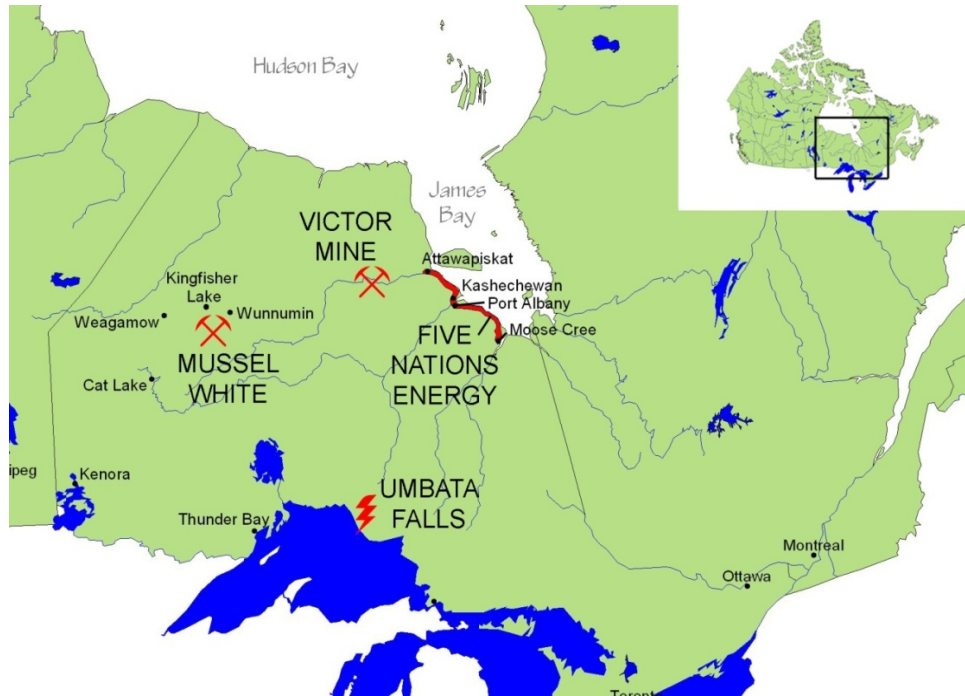 Hudson Bay
James
Bay
VICTOR
MINE
Attawapiskat
Kingfisher
Lake
Kashechewan
Port Albany
Weagamow
Wunnumin
Moose Cree
FIVE
NATIONS
ENERGY
MUSSEL
WHITE
Cat Lake
ipeg
Kenora
UMBATA
FALLS
Thunder Bay
Montreal
Ottawa
Toront